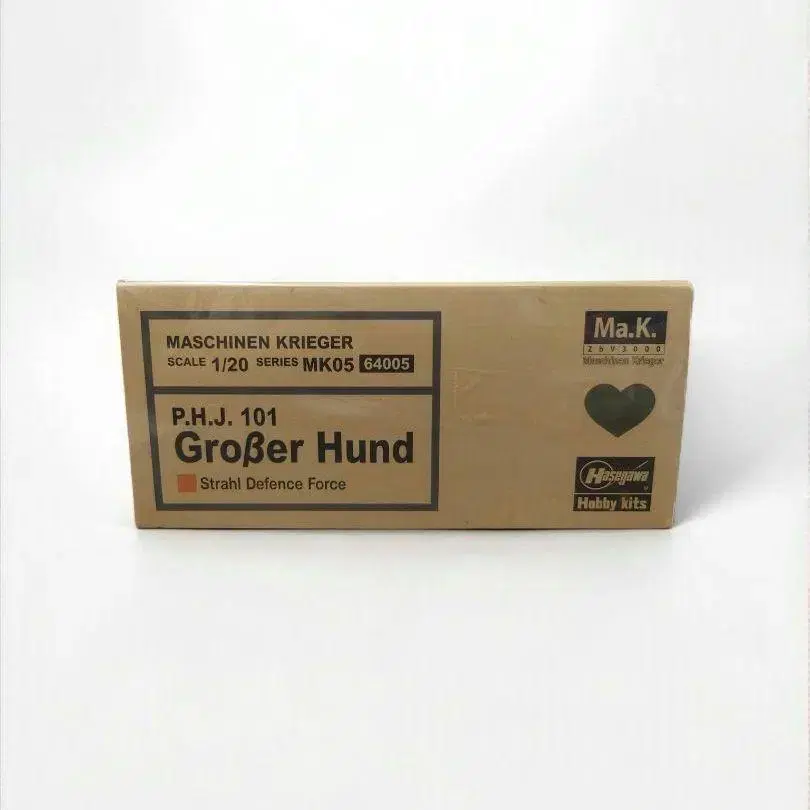 MASCHINEN KRIEGER
SCALE 1/20 SERIES MK05 64005
P.H.J. 101
Großer Hund
Strahl Defence Force
Ma.K.
ZbV3000
Maschinen Krieger
Hasegawa
Hobby kits